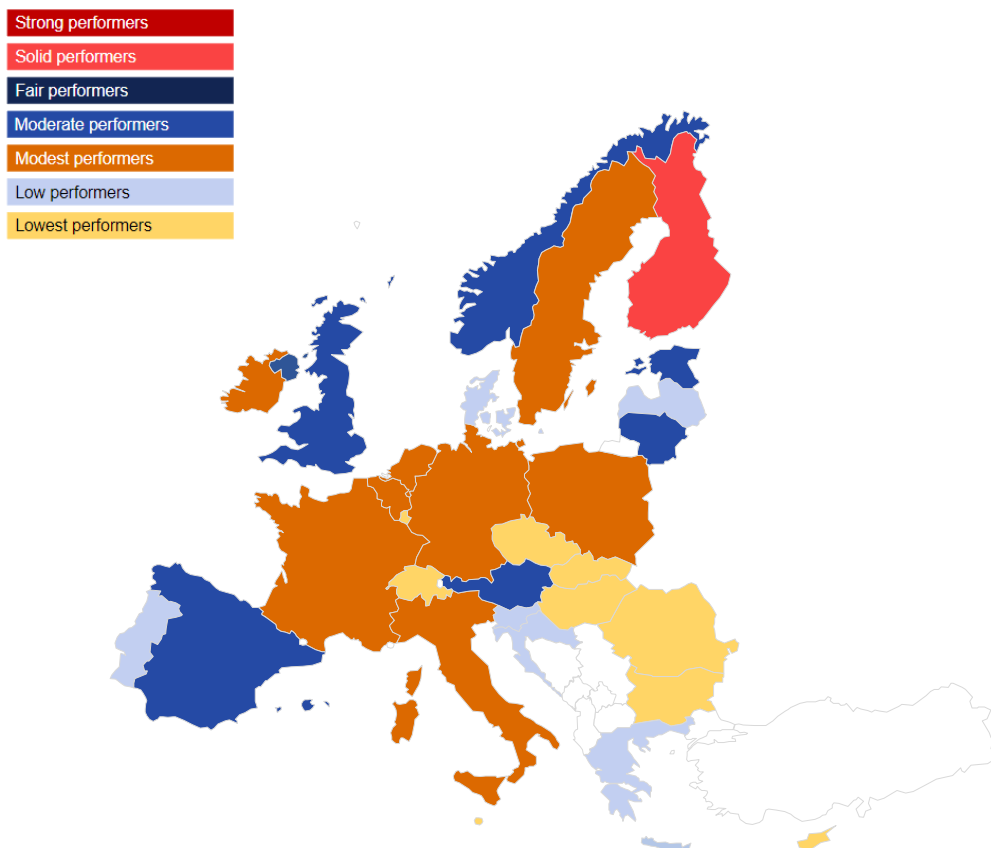 Strong performers
Solid performers
Fair performers
Moderate performers
Modest performers
Low performers
Lowest performers